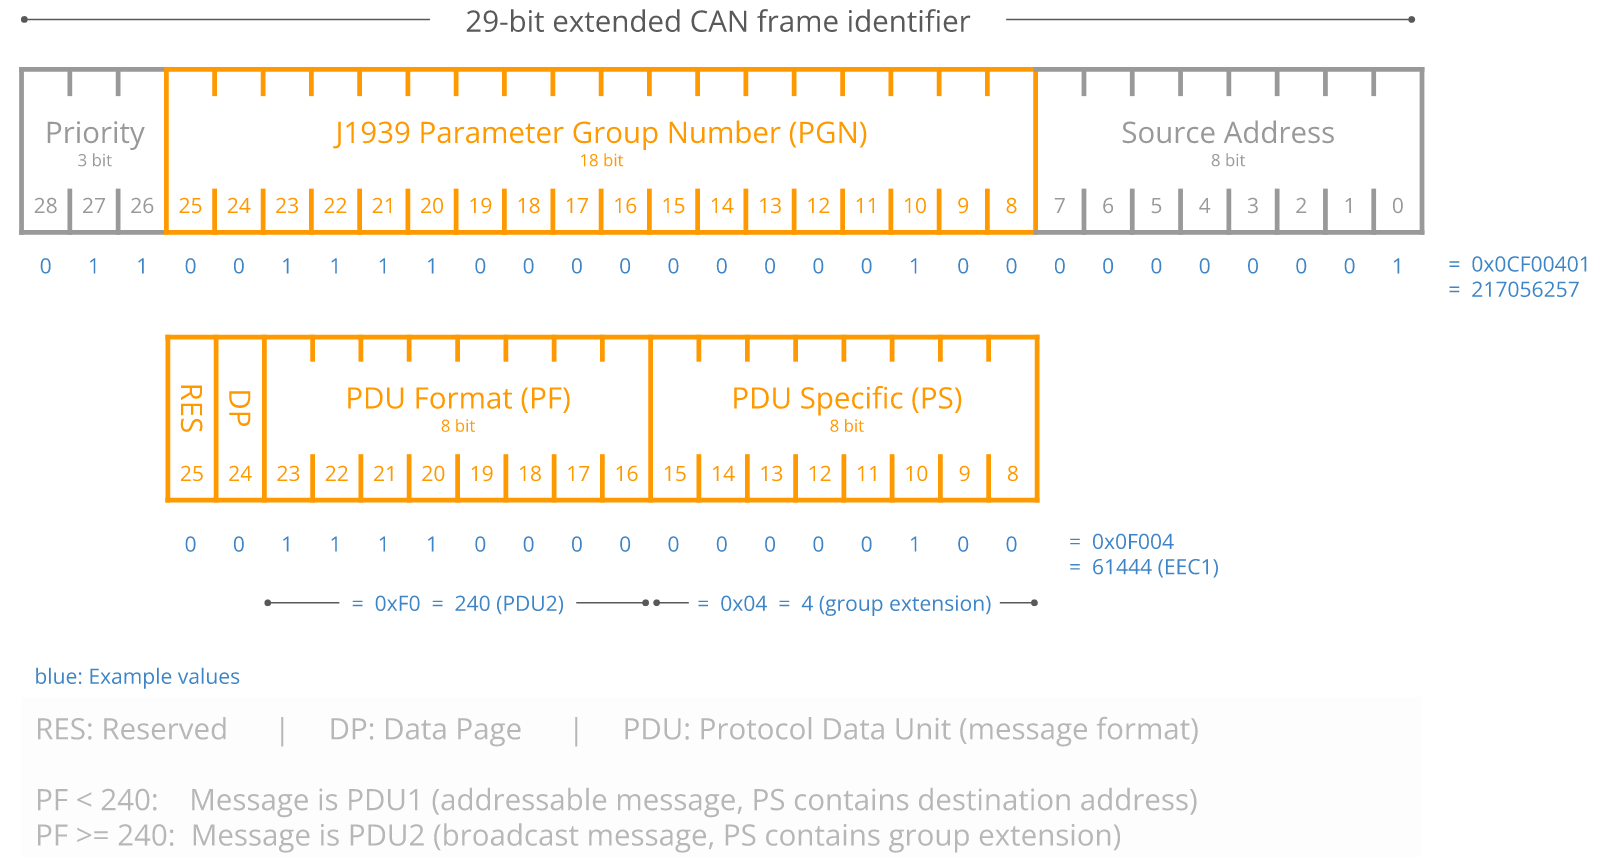 29-bit extended CAN frame identifier
Priority J1939 Parameter Group Number (PGN) Source Address
3 bit 18 bit 8 bit
28 27 26 25 24 23 22 21 20 19 18 17 16 15 14 13 12 11 10 9 8 7 6 5 4 3 2 1 0
0 1 1 0 0 1 1 1 1 0 0 0 0 0 0 0 0 0 1 0 0 0 0 0 0 0 0 0 1 = 0x0CF00401
= 217056257
RES DP PDU Format (PF) PDU Specific (PS)
8 bit 8 bit
25 24 23 22 21 20 19 18 17 16 15 14 13 12 11 10 9 8
0 0 1 1 1 1 0 0 0 0 0 0 0 0 0 1 0 0 = 0x0F004
= 61444 (EEC1)
= 0xF0 = 240 (PDU2) = 0x04 = 4 (group extension)
blue: Example values
RES: Reserved | DP: Data Page | PDU: Protocol Data Unit (message format)
PF < 240: Message is PDU1 (addressable message, PS contains destination address)
PF >= 240: Message is PDU2 (broadcast message, PS contains group extension)